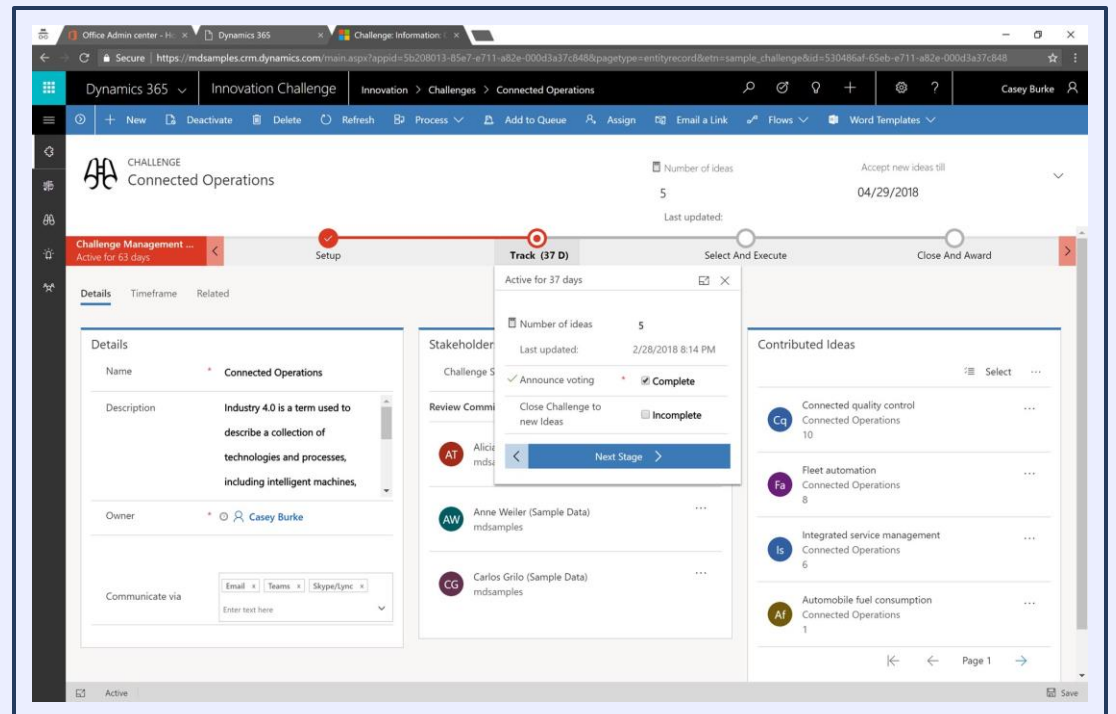 Office Admin center - H
Dynamics 365
Challenge: Information:
Secure | https://mdsamples.crm.dynamics.com/main.aspx?appid=5b208013-85e7-e711-a82e-000d3a37c848&pagetype=entityrecord&etn=sample_challenge&id=530486af-65eb-e711-a82e-000d3a37c848
Dynamics 365
Innovation Challenge
Innovation > Challenges > Connected Operations
Casey Burke
New
Deactivate
Delete
Refresh
Process
Add to Queue
Assign
Email a Link
Flows
Word Templates
CHALLENGE
Connected Operations
Number of ideas
5
Last updated:
Accept new ideas till
04/29/2018
Challenge Management ...
Active for 63 days
Setup
Track (37 D)
Select And Execute
Close And Award
Details
Timeframe
Related
Active for 37 days
Number of ideas 5
Last updated: 2/28/2018 8:14 PM
Announce voting * Complete
Close Challenge to
new Ideas
Incomplete
Next Stage
Details
Name * Connected Operations
Description
Industry 4.0 is a term used to
describe a collection of
technologies and processes,
including intelligent machines,
Owner * Casey Burke
Communicate via
Email x Teams x Skype/Lync x
Enter text here
Stakeholder
Challenge S
Review Commi
AT
Alicia
mdsa
AW
Anne Weiler (Sample Data)
mdsamples
...
CG
Carlos Grilo (Sample Data)
mdsamples
...
Contributed Ideas
Select ...
Cq
Connected quality control
Connected Operations
10
...
Fa
Fleet automation
Connected Operations
8
...
Is
Integrated service management
Connected Operations
6
...
Af
Automobile fuel consumption
Connected Operations
1
...
Page 1
Active
Save